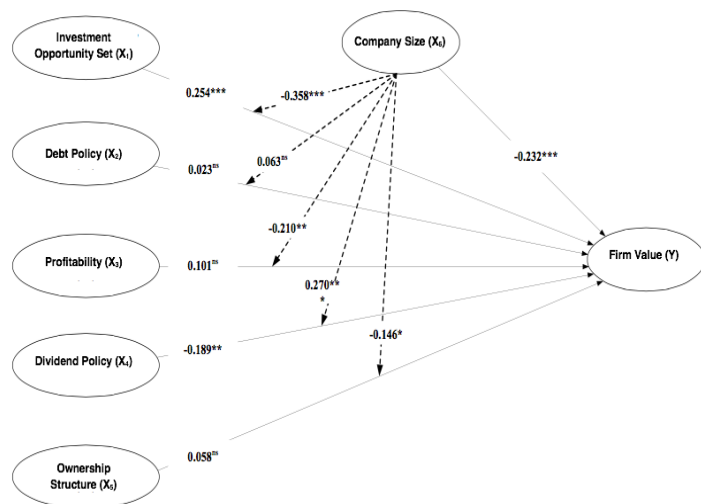 Investment
Opportunity Set (X₁)
Company Size (X₆)
0.254***
-0.358***
Debt Policy (X₂)
0.023ⁿˢ
0.063ⁿˢ
-0.232***
-0.210**
Profitability (X₃)
0.101ⁿˢ
Firm Value (Y)
0.270**
*
-0.146*
Dividend Policy (X₄)
-0.189**
0.058ⁿˢ
Ownership
Structure (X₅)